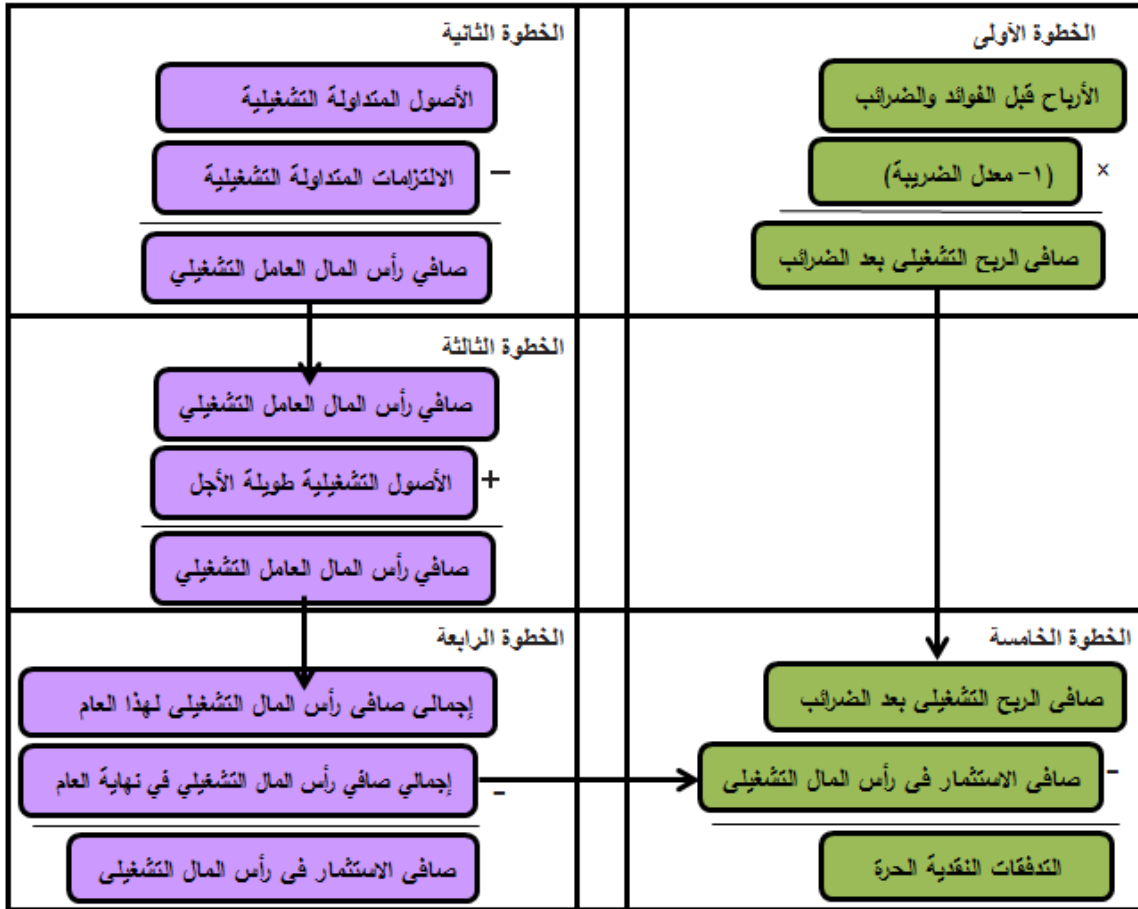 الخطوة الأولى
الأرباح قبل الفوائد والضرائب
×
(١- معدل الضريبة)
صافى الربح التشغيلى بعد الضرائب
الخطوة الثانية
الأصول المتداولة التشغيلية
−
الالتزامات المتداولة التشغيلية
صافي رأس المال العامل التشغيلي
الخطوة الثالثة
صافي رأس المال العامل التشغيلي
+
الأصول التشغيلية طويلة الأجل
صافي رأس المال العامل التشغيلي
الخطوة الرابعة
إجمالى صافى رأس المال التشغيلى لهذا العام
-
إجمالي صافي رأس المال التشغيلي في نهاية العام
صافى الاستثمار فى رأس المال التشغيلى
الخطوة الخامسة
صافى الربح التشغيلى بعد الضرائب
-
صافى الاستثمار فى رأس المال التشغيلى
التدفقات النقدية الحرة